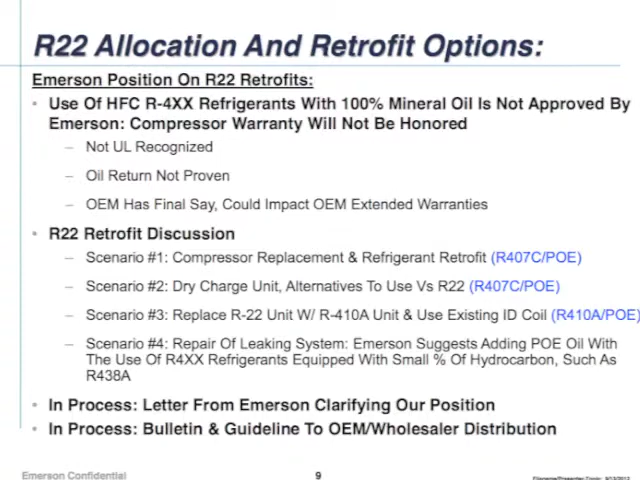 R22 Allocation And Retrofit Options:
Emerson Position On R22 Retrofits:
• Use Of HFC R-4XX Refrigerants With 100% Mineral Oil Is Not Approved By
Emerson: Compressor Warranty Will Not Be Honored
– Not UL Recognized
– Oil Return Not Proven
– OEM Has Final Say, Could Impact OEM Extended Warranties
• R22 Retrofit Discussion
– Scenario #1: Compressor Replacement & Refrigerant Retrofit (R407C/POE)
– Scenario #2: Dry Charge Unit, Alternatives To Use Vs R22 (R407C/POE)
– Scenario #3: Replace R-22 Unit W/ R-410A Unit & Use Existing ID Coil (R410A/POE)
– Scenario #4: Repair Of Leaking System: Emerson Suggests Adding POE Oil With
The Use Of R4XX Refrigerants Equipped With Small % Of Hydrocarbon, Such As
R438A
• In Process: Letter From Emerson Clarifying Our Position
• In Process: Bulletin & Guideline To OEM/Wholesaler Distribution
Emerson Confidential
9